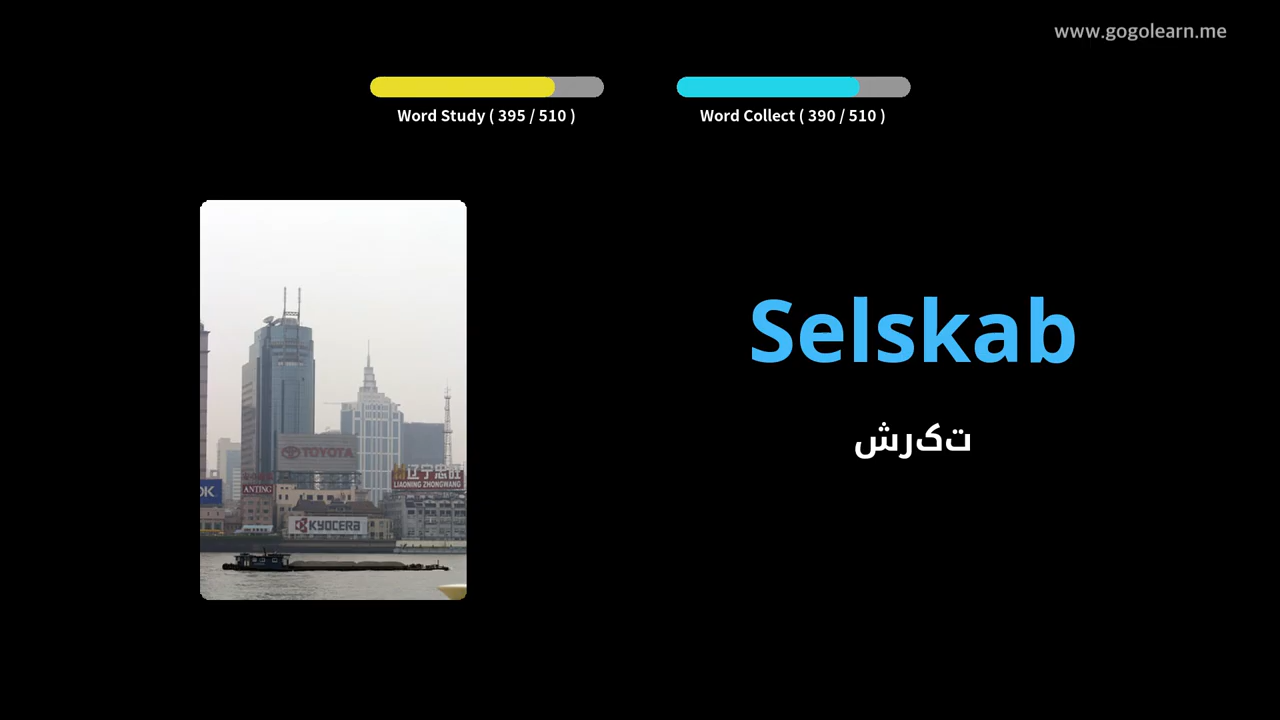 www.gogolearn.me
Word Study ( 395 / 510 )
Word Collect ( 390 / 510 )
Selskab
تکرش
TOYOTA
辽宁忠旺
LIAONING ZHONGWANG
OK
ANTING
KYOCERA